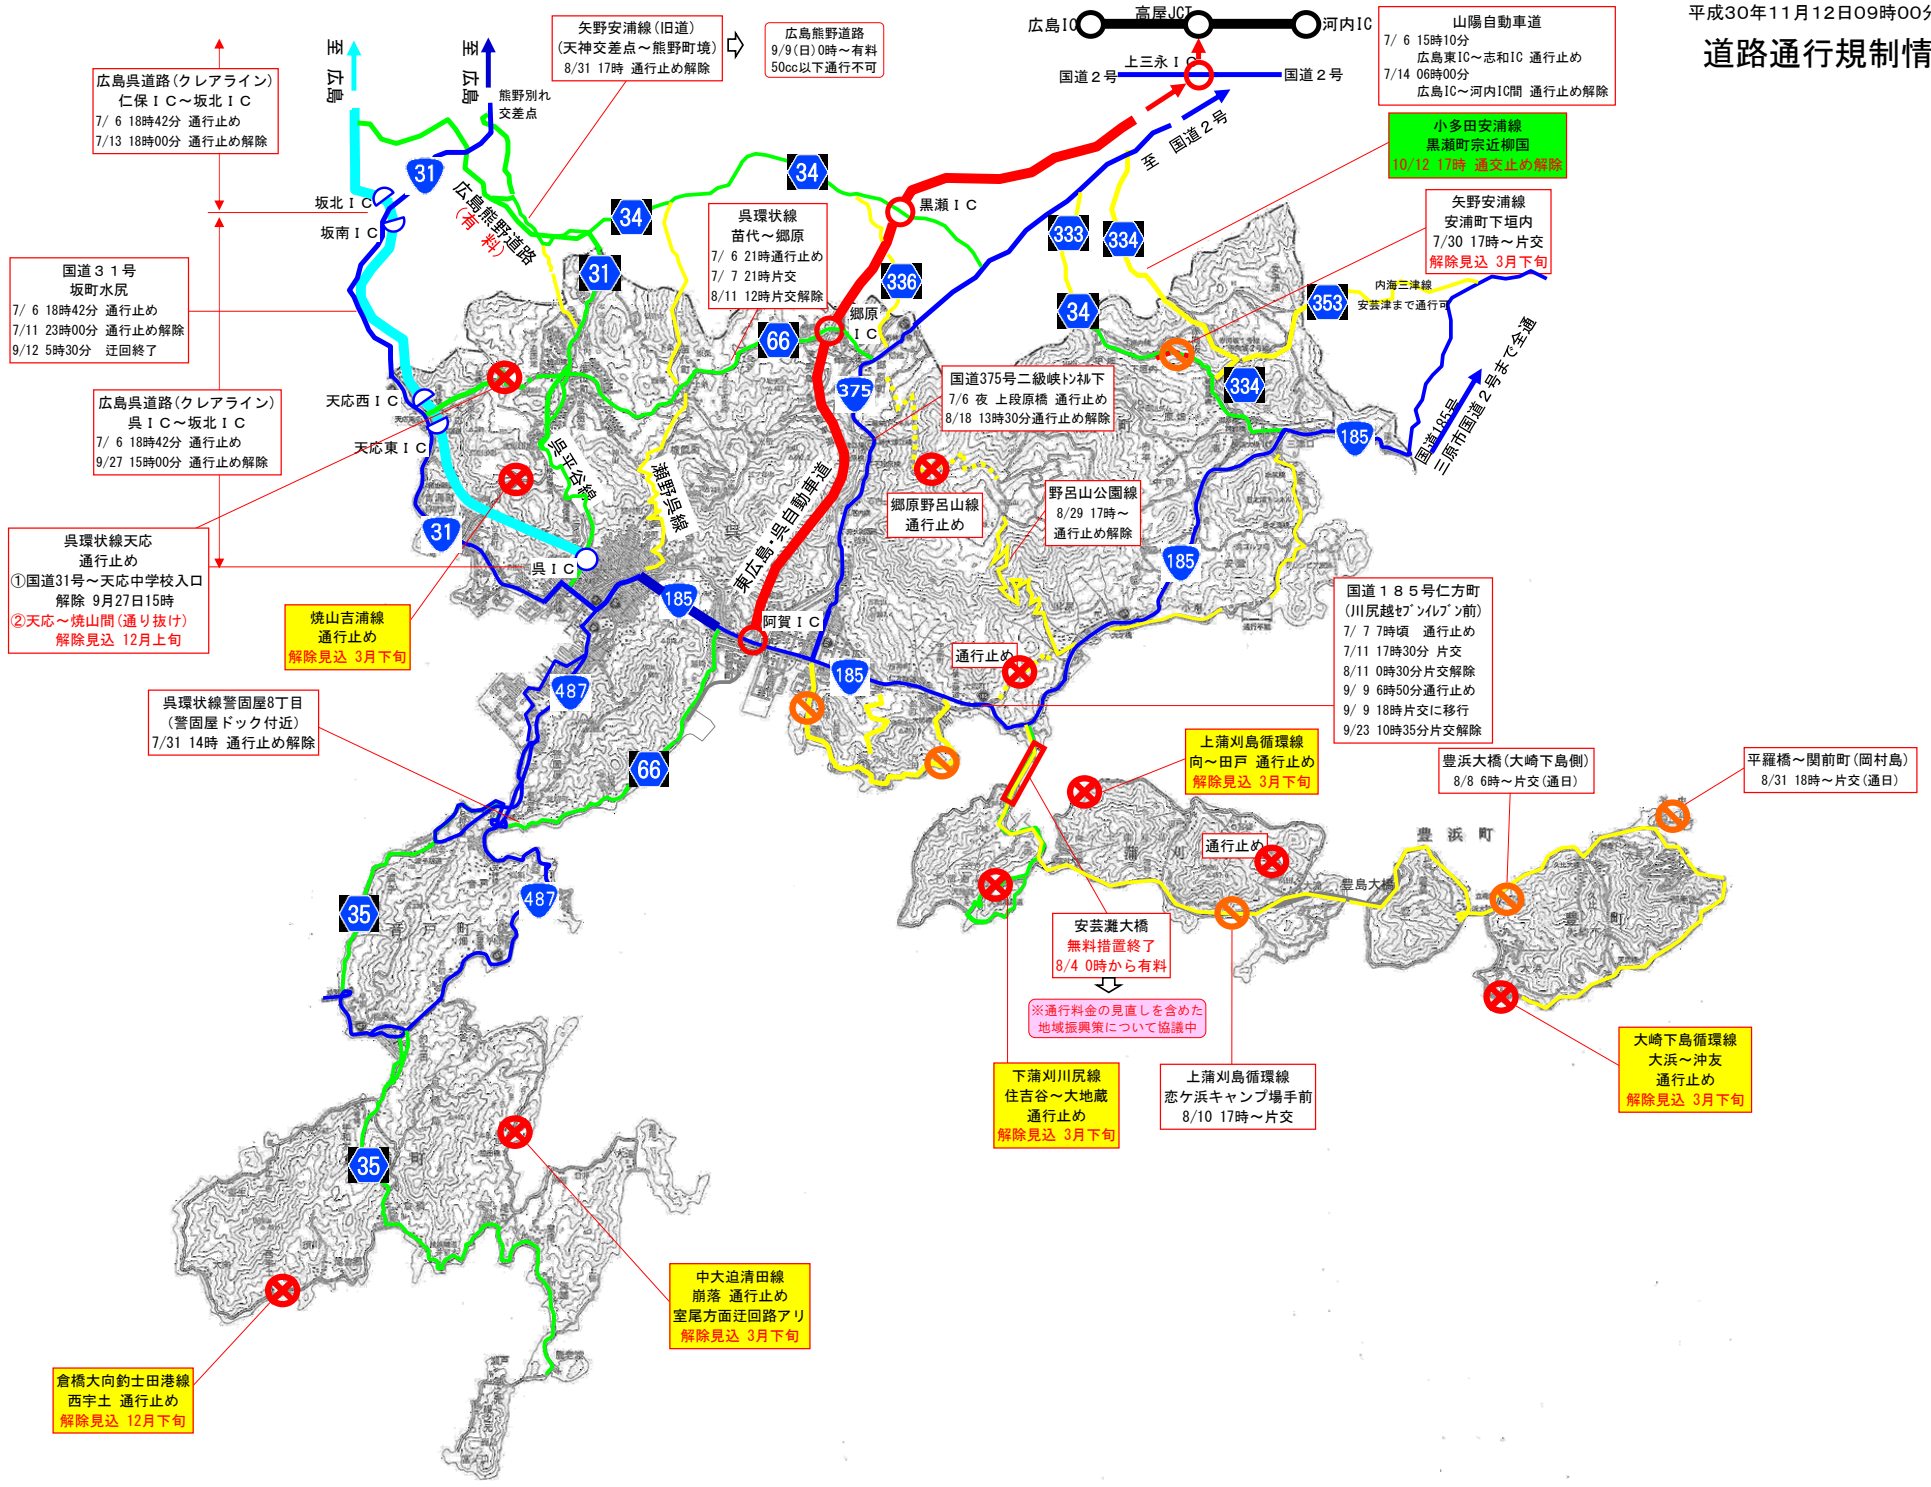 平成30年11月12日09時00分
道路通行規制情
広島IC
高屋JCT
河内IC
上三永IC
国道2号
国道2号
至 国道2号
山陽自動車道
7/ 6 15時10分
広島東IC～志和IC 通行止め
7/14 06時00分
広島IC～河内IC間 通行止め解除
矢野安浦線(旧道)
(天神交差点～熊野町境)
8/31 17時 通行止め解除
広島熊野道路
9/9(日)0時～有料
50cc以下通行不可
至 広島
至 広島
熊野別れ
交差点
広島呉道路(クレアライン)
仁保IC～坂北IC
7/ 6 18時42分 通行止め
7/13 18時00分 通行止め解除
小多田安浦線
黒瀬町宗近柳国
10/12 17時 通交止め解除
矢野安浦線
安浦町下垣内
7/30 17時～片交
解除見込 3月下旬
坂北IC
坂南IC
広島熊野道路
(有 料)
31
34
34
31
黒瀬IC
呉環状線
苗代～郷原
7/ 6 21時通行止め
7/ 7 21時片交
8/11 12時片交解除
336
333
334
34
353
334
内海三津線
安芸津まで通行可
国道31号
坂町水尻
7/ 6 18時42分 通行止め
7/11 23時00分 通行止め解除
9/12 5時30分 迂回終了
郷原
IC
66
375
国道375号二級峡トンネル下
7/6 夜 上段原橋 通行止め
8/18 13時30分通行止め解除
国道185号
三原市国道2号まで全通
185
広島呉道路(クレアライン)
呉IC～坂北IC
7/ 6 18時42分 通行止め
9/27 15時00分 通行止め解除
天応西IC
天応東IC
呉平谷線
瀬野呉線
東広島・呉自動車道
呉
郷原野呂山線
通行止め
野呂山公園線
8/29 17時～
通行止め解除
31
185
呉環状線天応
通行止め
①国道31号～天応中学校入口
解除 9月27日15時
②天応～焼山間(通り抜け)
解除見込 12月上旬
呉IC
185
焼山吉浦線
通行止め
解除見込 3月下旬
阿賀IC
国道185号仁方町
(川尻越セブンイレブン前)
7/ 7 7時頃 通行止め
7/11 17時30分 片交
8/11 0時30分片交解除
9/ 9 6時50分通行止め
9/ 9 18時片交に移行
9/23 10時35分片交解除
通行止め
185
487
呉環状線警固屋8丁目
(警固屋ドック付近)
7/31 14時 通行止め解除
66
上蒲刈島循環線
向～田戸 通行止め
解除見込 3月下旬
豊浜大橋(大崎下島側)
8/8 6時～片交(通日)
平羅橋～関前町(岡村島)
8/31 18時～片交(通日)
通行止め
蒲 刈
豊 浜 町
豊島大橋
豊 町
大浜
487
35
音 戸 町
安芸灘大橋
無料措置終了
8/4 0時から有料
※通行料金の見直しを含めた
地域振興策について協議中
下蒲刈川尻線
住吉谷～大地蔵
通行止め
解除見込 3月下旬
上蒲刈島循環線
恋ケ浜キャンプ場手前
8/10 17時～片交
大崎下島循環線
大浜～沖友
通行止め
解除見込 3月下旬
35
町
中大迫清田線
崩落 通行止め
室尾方面迂回路アリ
解除見込 3月下旬
倉橋大向釣士田港線
西宇土 通行止め
解除見込 12月下旬